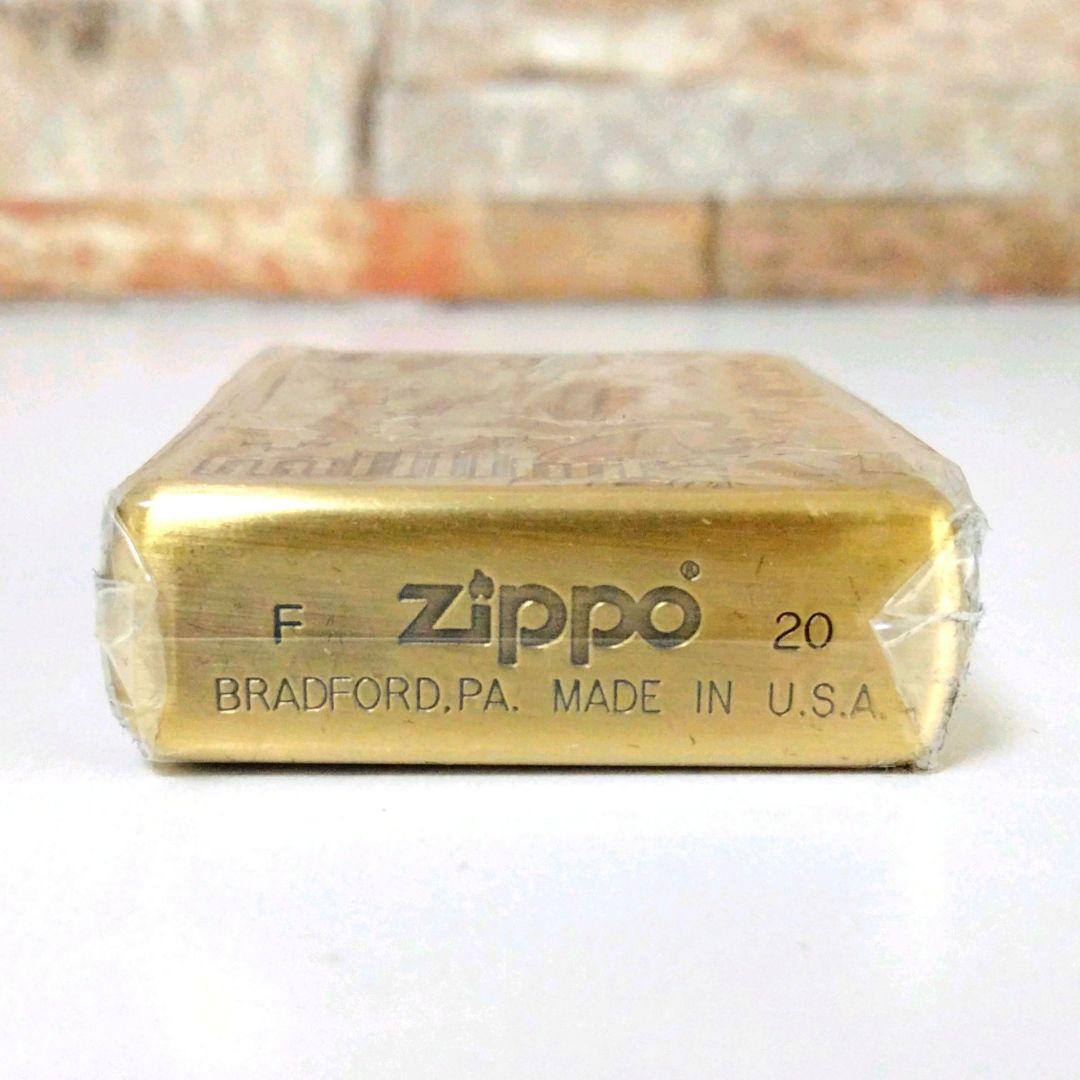 F zippo® 20
BRADFORD, PA. MADE IN U.S.A.